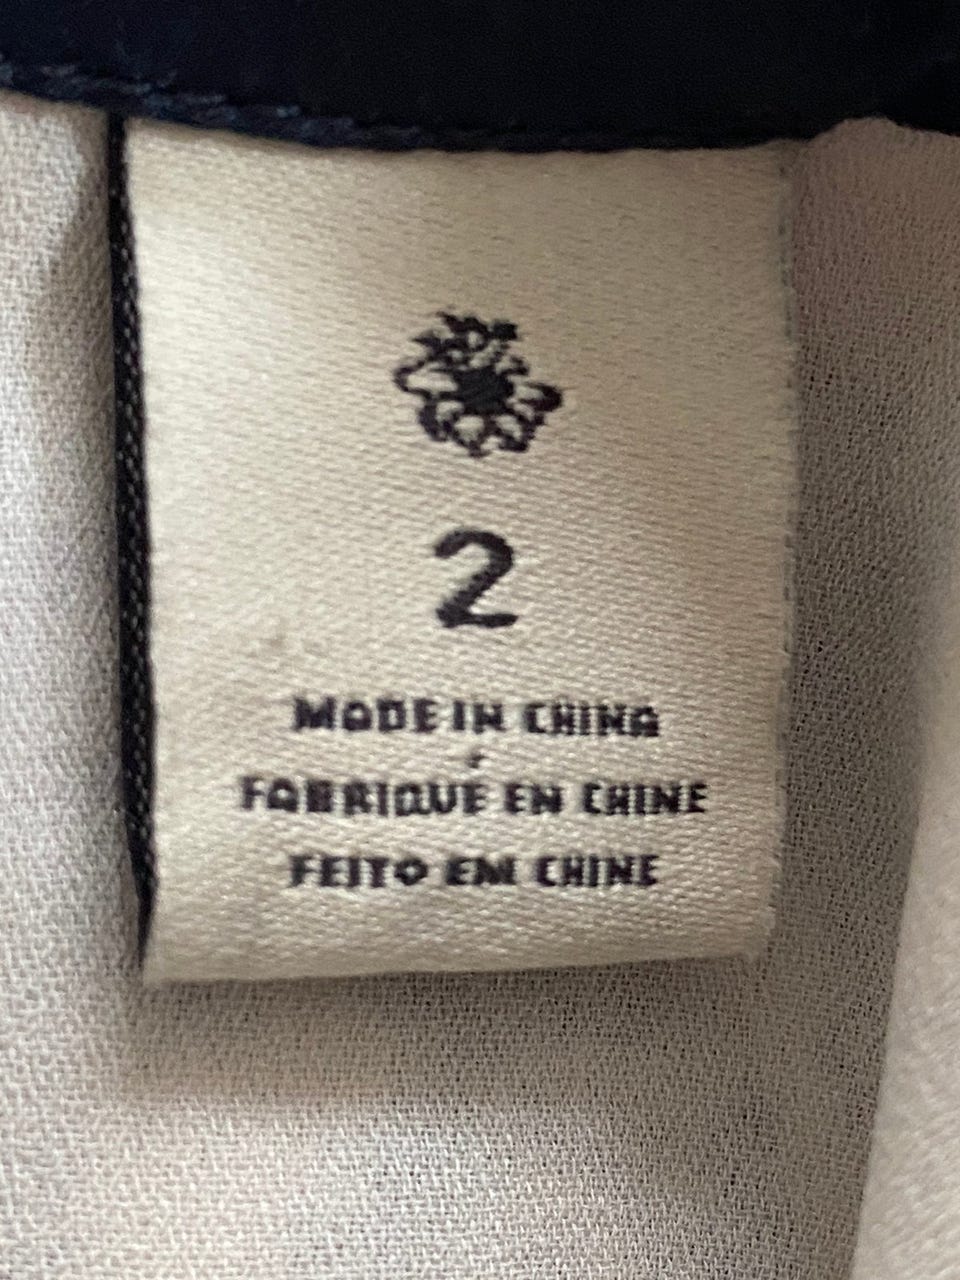 2
MADE IN CHINA
FABRIQUÉ EN CHINE
FEITO EM CHINE